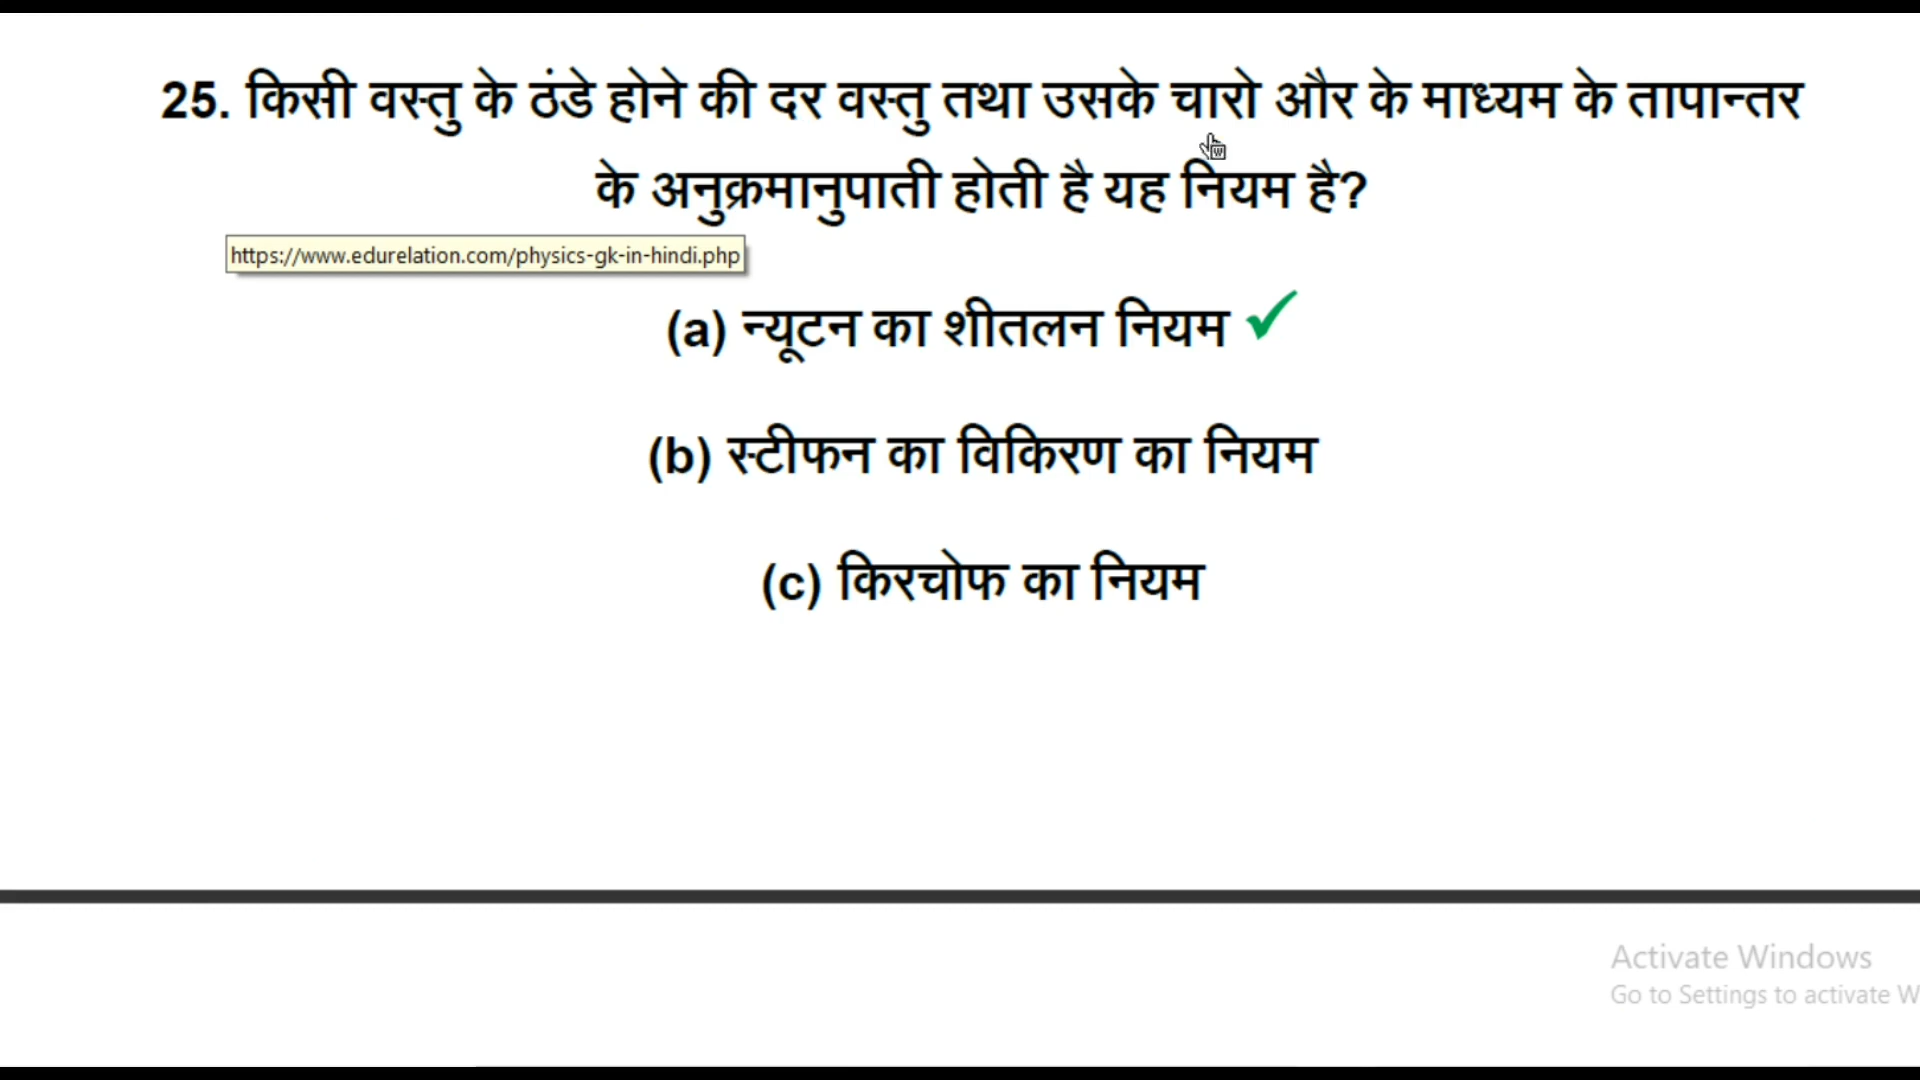 25. किसी वस्तु के ठंडे होने की दर वस्तु तथा उसके चारो और के माध्यम के तापान्तर
के अनुक्रमानुपाती होती है यह नियम है?
https://www.edurelation.com/physics-gk-in-hindi.php
(a) न्यूटन का शीतलन नियम
(b) स्टीफन का विकिरण का नियम
(c) किरचोफ का नियम
Activate Windows
Go to Settings to activate W